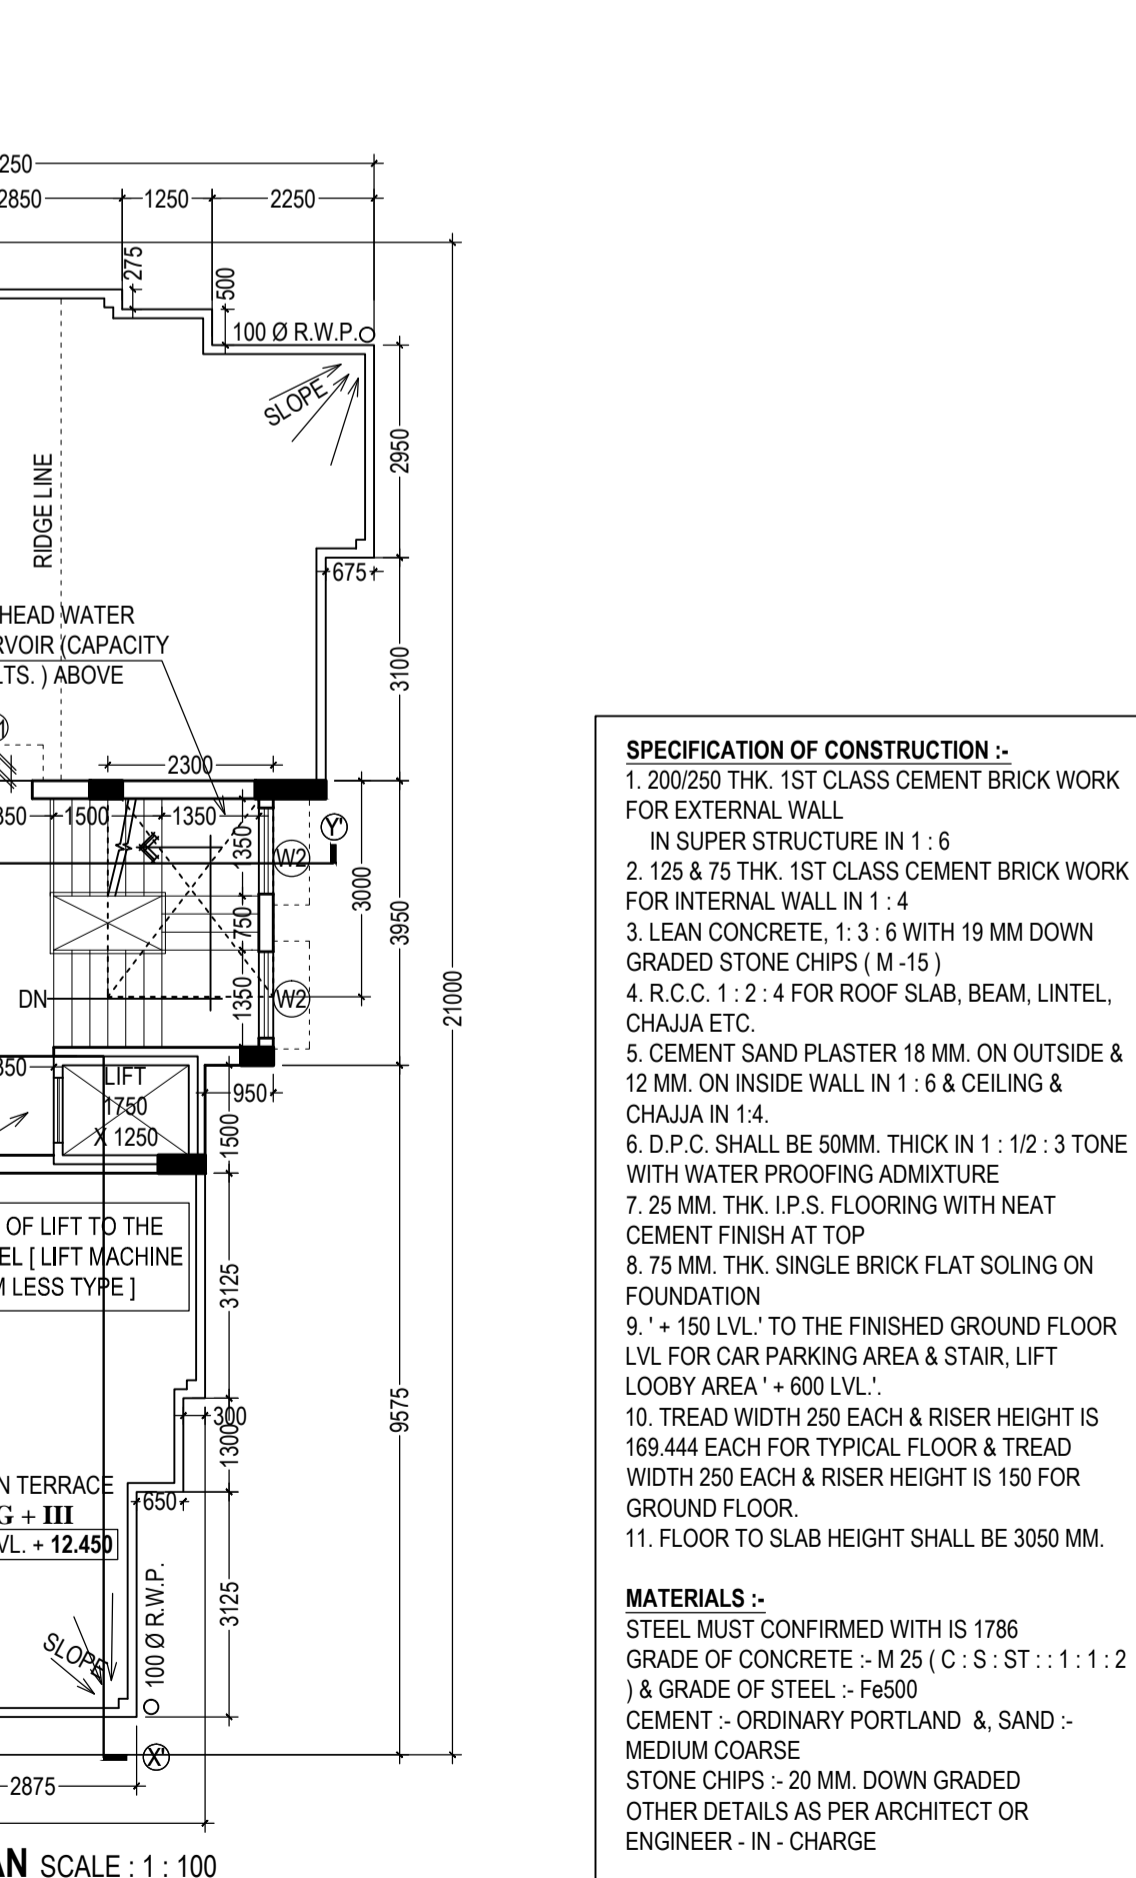 250
2850 1250 2250
275
500
100 Ø R.W.P.
SLOPE
2950
RIDGE LINE
675
HEAD WATER
RVOIR (CAPACITY
LTS. ) ABOVE
3100
2300
350 1500 1350
1350
W2
Y'
3000
750
3950
DN
1350
W2
21000
350
LIFT
1750
X 1250
950
1500
OF LIFT TO THE
EL [ LIFT MACHINE
M LESS TYPE ]
3125
300
1300
9575
N TERRACE
G + III
VL. + 12.450
650
SLOPE
100 Ø R.W.P.
3125
X'
2875
AN SCALE : 1 : 100
SPECIFICATION OF CONSTRUCTION :-
1. 200/250 THK. 1ST CLASS CEMENT BRICK WORK
FOR EXTERNAL WALL
IN SUPER STRUCTURE IN 1 : 6
2. 125 & 75 THK. 1ST CLASS CEMENT BRICK WORK
FOR INTERNAL WALL IN 1 : 4
3. LEAN CONCRETE, 1: 3 : 6 WITH 19 MM DOWN
GRADED STONE CHIPS ( M -15 )
4. R.C.C. 1 : 2 : 4 FOR ROOF SLAB, BEAM, LINTEL,
CHAJJA ETC.
5. CEMENT SAND PLASTER 18 MM. ON OUTSIDE &
12 MM. ON INSIDE WALL IN 1 : 6 & CEILING &
CHAJJA IN 1:4.
6. D.P.C. SHALL BE 50MM. THICK IN 1 : 1/2 : 3 TONE
WITH WATER PROOFING ADMIXTURE
7. 25 MM. THK. I.P.S. FLOORING WITH NEAT
CEMENT FINISH AT TOP
8. 75 MM. THK. SINGLE BRICK FLAT SOLING ON
FOUNDATION
9. ' + 150 LVL.' TO THE FINISHED GROUND FLOOR
LVL FOR CAR PARKING AREA & STAIR, LIFT
LOOBY AREA ' + 600 LVL.'.
10. TREAD WIDTH 250 EACH & RISER HEIGHT IS
169.444 EACH FOR TYPICAL FLOOR & TREAD
WIDTH 250 EACH & RISER HEIGHT IS 150 FOR
GROUND FLOOR.
11. FLOOR TO SLAB HEIGHT SHALL BE 3050 MM.
MATERIALS :-
STEEL MUST CONFIRMED WITH IS 1786
GRADE OF CONCRETE :- M 25 ( C : S : ST : : 1 : 1 : 2
) & GRADE OF STEEL :- Fe500
CEMENT :- ORDINARY PORTLAND &, SAND :-
MEDIUM COARSE
STONE CHIPS :- 20 MM. DOWN GRADED
OTHER DETAILS AS PER ARCHITECT OR
ENGINEER - IN - CHARGE